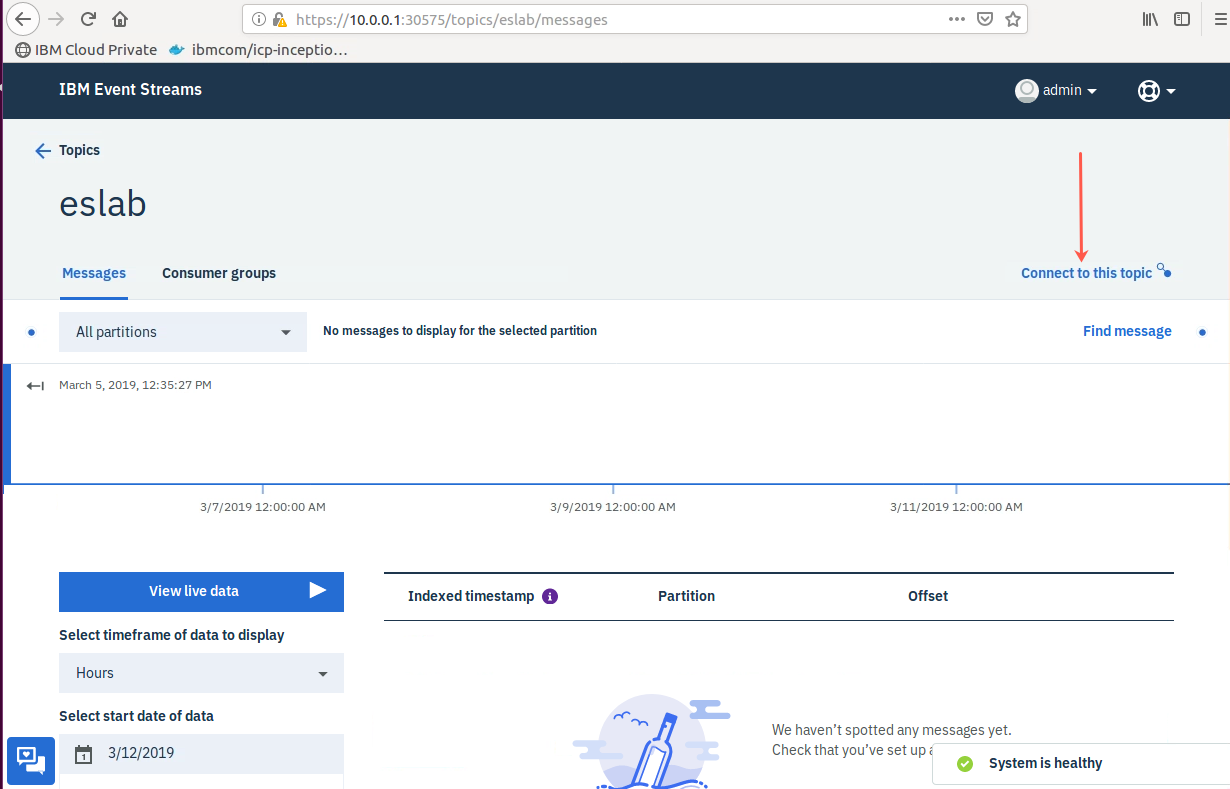 https://10.0.0.1:30575/topics/eslab/messages
IBM Cloud Private
ibmcom/icp-inceptio…
IBM Event Streams
admin
Topics
eslab
Messages
Consumer groups
Connect to this topic
All partitions
No messages to display for the selected partition
Find message
March 5, 2019, 12:35:27 PM
3/7/2019 12:00:00 AM
3/9/2019 12:00:00 AM
3/11/2019 12:00:00 AM
View live data
Indexed timestamp
Partition
Offset
Select timeframe of data to display
Hours
Select start date of data
3/12/2019
We haven’t spotted any messages yet.
Check that you’ve set up
System is healthy